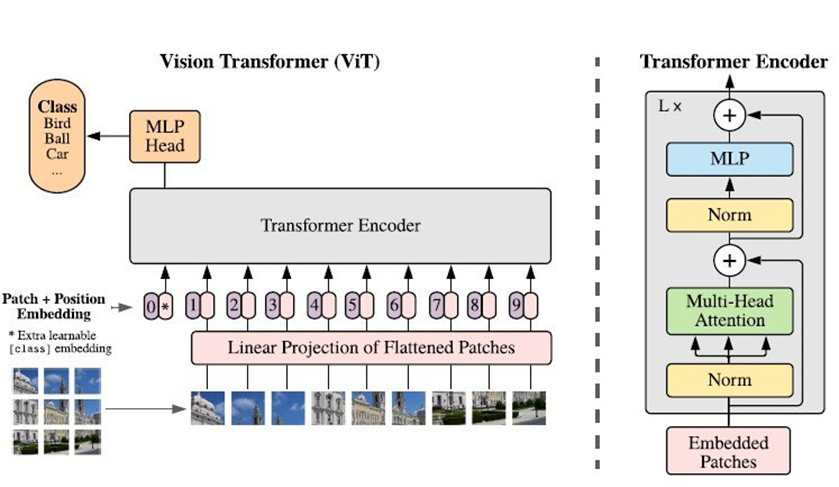 Vision Transformer (ViT)
Class
Bird
Ball
Car
...
MLP
Head
Transformer Encoder
Patch + Position
Embedding
0 * 1 2 3 4 5 6 7 8 9
* Extra learnable
[class] embedding
Linear Projection of Flattened Patches
Transformer Encoder
L ×
+
MLP
Norm
+
Multi-Head
Attention
Norm
Embedded
Patches